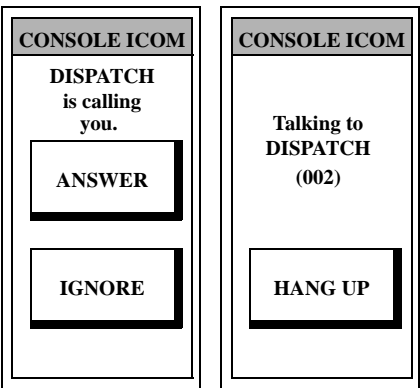 CONSOLE ICOM
DISPATCH
is calling
you.
ANSWER
IGNORE
CONSOLE ICOM
Talking to
DISPATCH
(002)
HANG UP